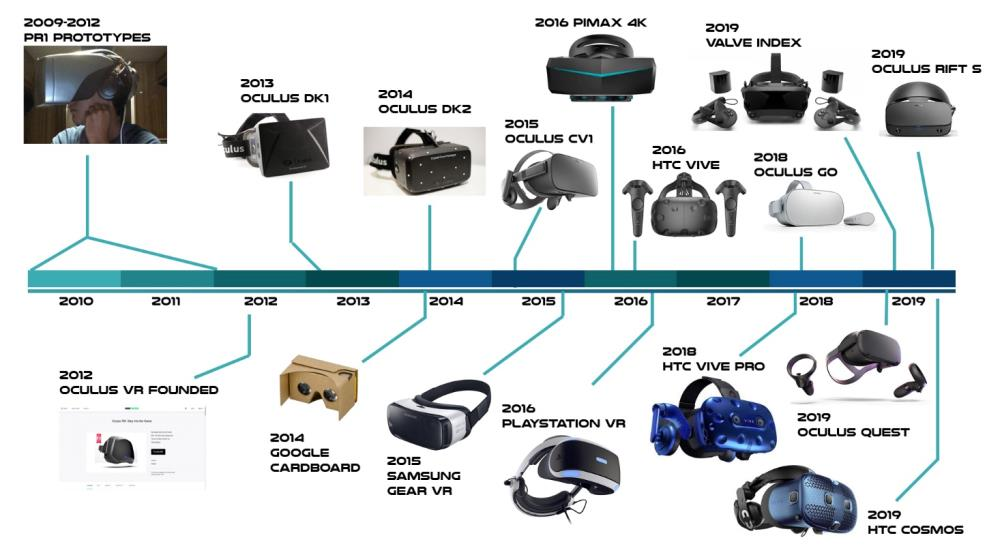 2009-2012
PR1 PROTOTYPES
2013
OCULUS DK1
2014
OCULUS DK2
2015
OCULUS CV1
2016 PIMAX 4K
2016
HTC VIVE
2019
VALVE INDEX
2018
OCULUS GO
2019
OCULUS RIFT S
2010 2011 2012 2013 2014 2015 2016 2017 2018 2019
2012
OCULUS VR FOUNDED
2014
GOOGLE
CARDBOARD
2015
SAMSUNG
GEAR VR
2016
PLAYSTATION VR
2018
HTC VIVE PRO
2019
OCULUS QUEST
2019
HTC COSMOS